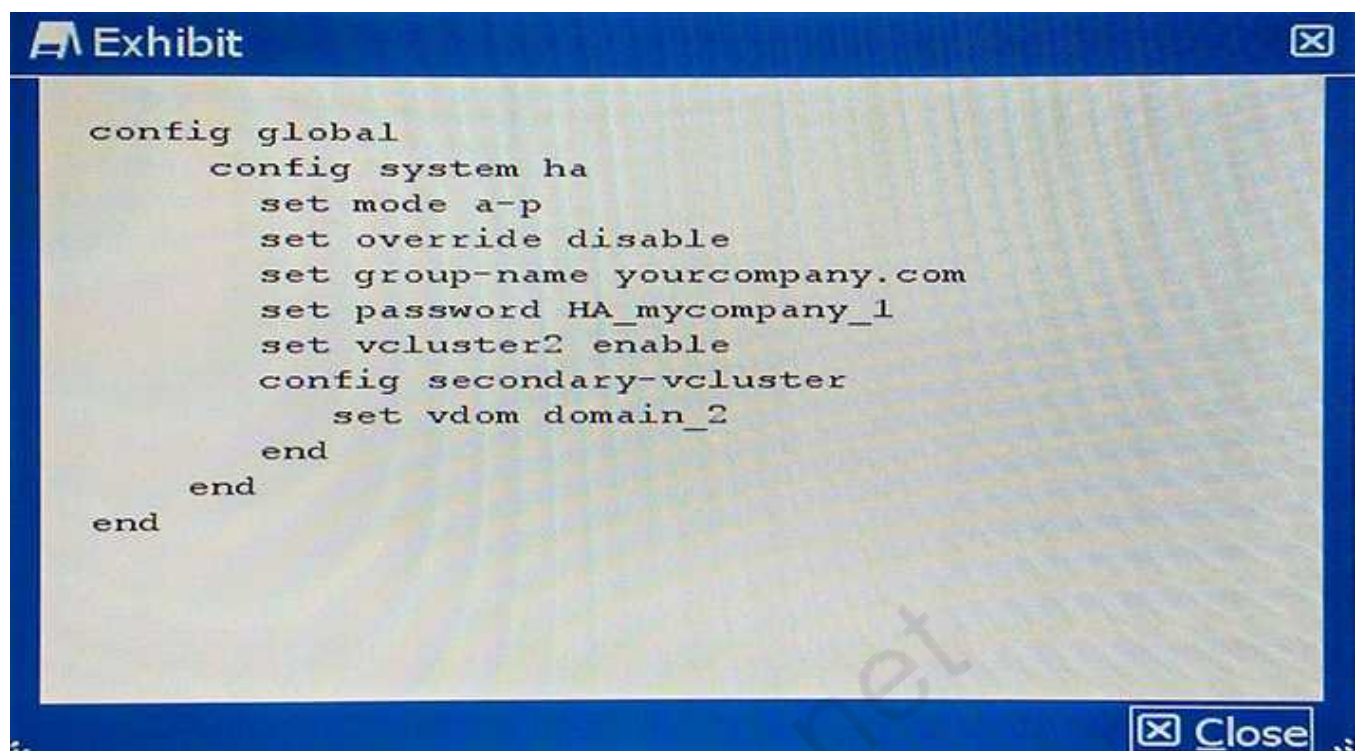 Exhibit
config global
config system ha
set mode a-p
set override disable
set group-name yourcompany.com
set password HA_mycompany_1
set vcluster2 enable
config secondary-vcluster
set vdom domain_2
end
end
end
net
Close